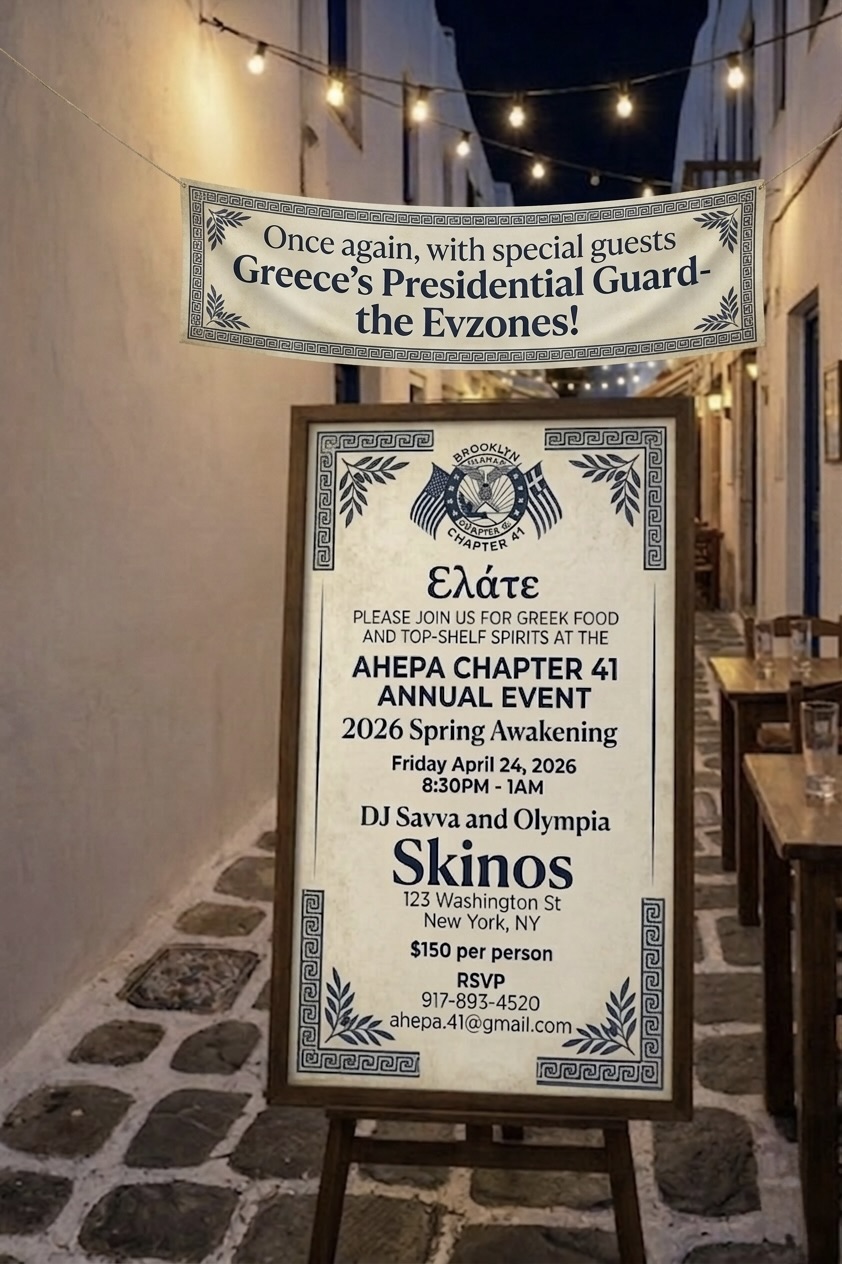 Once again, with special guests
Greece's Presidential Guard-
the Evzones!
BROOKLYN
CHAPTER 41
Ελάτε
PLEASE JOIN US FOR GREEK FOOD
AND TOP-SHELF SPIRITS AT THE
AHEPA CHAPTER 41
ANNUAL EVENT
2026 Spring Awakening
Friday April 24, 2026
8:30PM - 1AM
DJ Savva and Olympia
Skinos
123 Washington St
New York, NY
$150 per person
RSVP
917-893-4520
ahepa.41@gmail.com